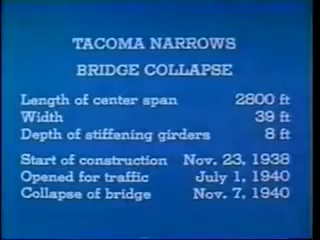 TACOMA NARROWS
BRIDGE COLLAPSE
Length of center span 2800 ft
Width 39 ft
Depth of stiffening girders 8 ft
Start of construction Nov. 23, 1938
Opened for traffic July 1, 1940
Collapse of bridge Nov. 7, 1940